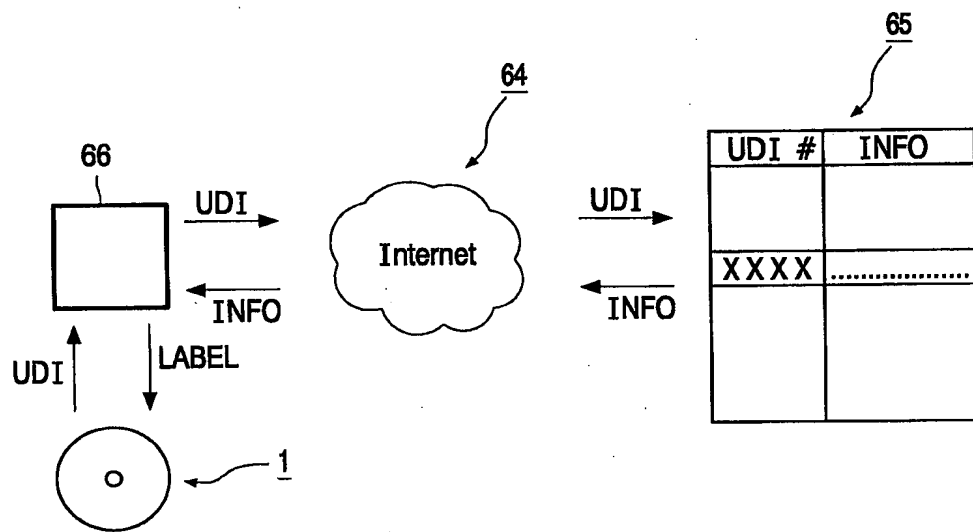 65
64
UDI # INFO
66
UDI
UDI
Internet
XXXX ....................
INFO
INFO
LABEL
UDI
1